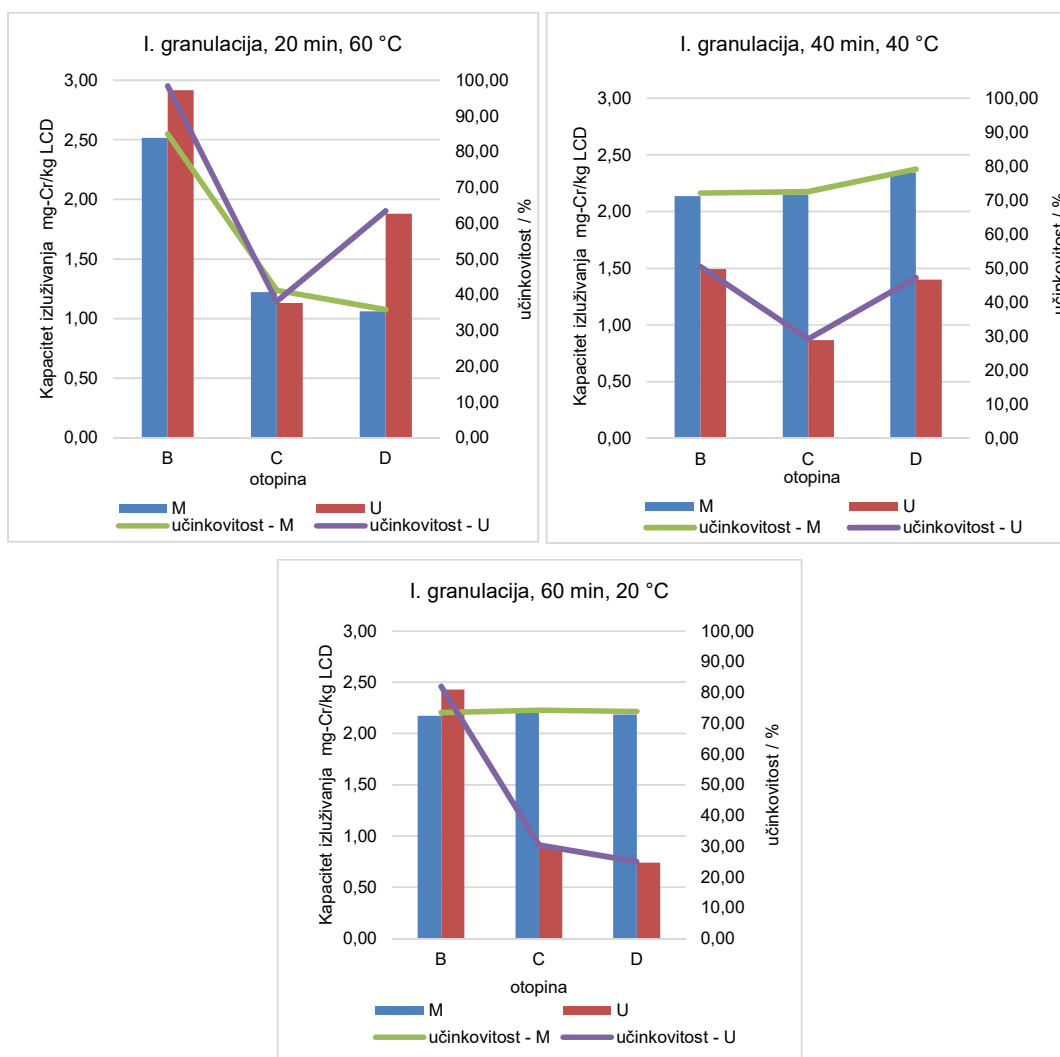 I. granulacija, 20 min, 60 °C
Kapacitet izluživanja mg-Cr/kg LCD
3,00
2,50
2,00
1,50
1,00
0,50
0,00
100,00
90,00
80,00
70,00
60,00
50,00
40,00
30,00
20,00
10,00
0,00
učinkovitost / %
B C D
otopina
M U
učinkovitost - M učinkovitost - U
I. granulacija, 40 min, 40 °C
Kapacitet izluživanja mg-Cr/kg LCD
3,00
2,50
2,00
1,50
1,00
0,50
0,00
100,00
90,00
80,00
70,00
60,00
50,00
40,00
30,00
20,00
10,00
0,00
učinkovitost / %
B C D
otopina
M U
učinkovitost - M učinkovitost - U
I. granulacija, 60 min, 20 °C
Kapacitet izluživanja mg-Cr/kg LCD
3,00
2,50
2,00
1,50
1,00
0,50
0,00
100,00
90,00
80,00
70,00
60,00
50,00
40,00
30,00
20,00
10,00
0,00
učinkovitost / %
B C D
otopina
M U
učinkovitost - M učinkovitost - U